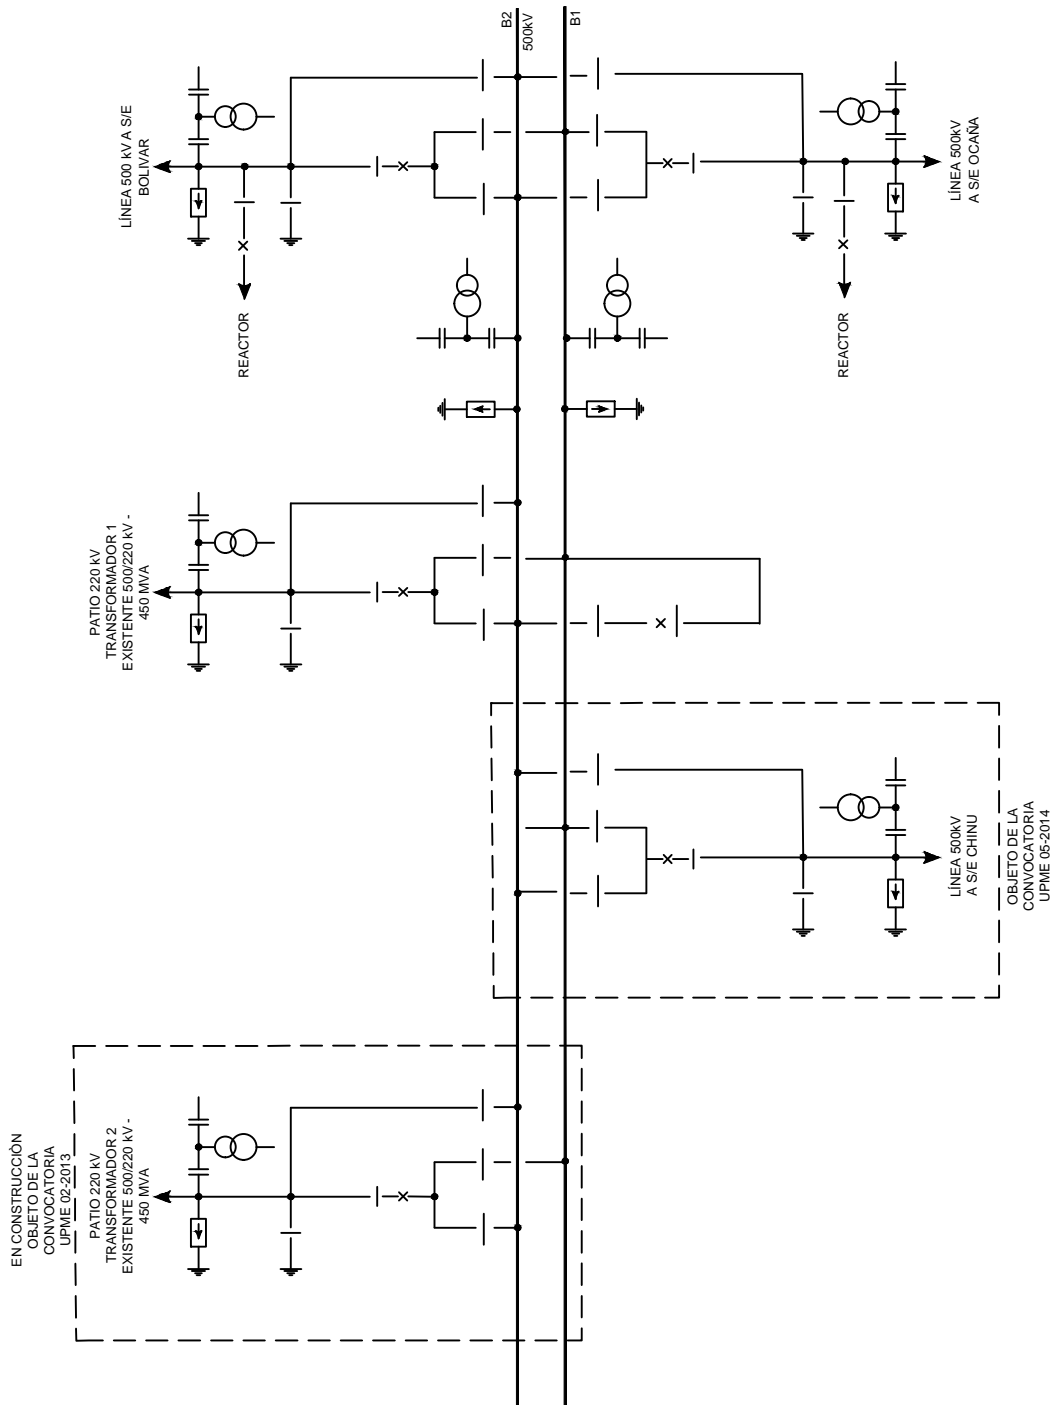 B2
500kV
B1
LÍNEA 500 kV A S/E
BOLIVAR
LÍNEA 500kV
A S/E OCAÑA
REACTOR
REACTOR
PATIO 220 kV
TRANSFORMADOR 1
EXISTENTE 500/220 kV -
450 MVA
LÍNEA 500kV
A S/E CHINU
OBJETO DE LA
CONVOCATORIA
UPME 05-2014
EN CONSTRUCCIÒN
OBJETO DE LA
CONVOCATORIA
UPME 02-2013
PATIO 220 kV
TRANSFORMADOR 2
EXISTENTE 500/220 kV -
450 MVA